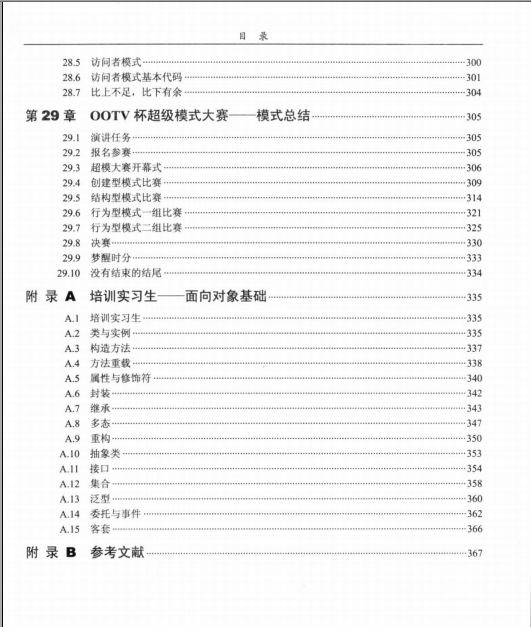 目 录
28.5 访问者模式 300
28.6 访问者模式基本代码 301
28.7 比上不足，比下有余 304
第 29 章 OOTV 杯超级模式大赛——模式总结 305
29.1 演讲任务 305
29.2 报名参赛 305
29.3 超模大赛开幕式 306
29.4 创建型模式比赛 309
29.5 结构型模式比赛 314
29.6 行为型模式一组比赛 321
29.7 行为型模式二组比赛 325
29.8 决赛 330
29.9 梦醒时分 333
29.10 没有结束的结尾 334
附 录 A 培训实习生——面向对象基础 335
A.1 培训实习生 335
A.2 类与实例 335
A.3 构造方法 337
A.4 方法重载 338
A.5 属性与修饰符 340
A.6 封装 342
A.7 继承 343
A.8 多态 347
A.9 重构 350
A.10 抽象类 353
A.11 接口 354
A.12 集合 358
A.13 泛型 360
A.14 委托与事件 362
A.15 客套 366
附 录 B 参考文献 367